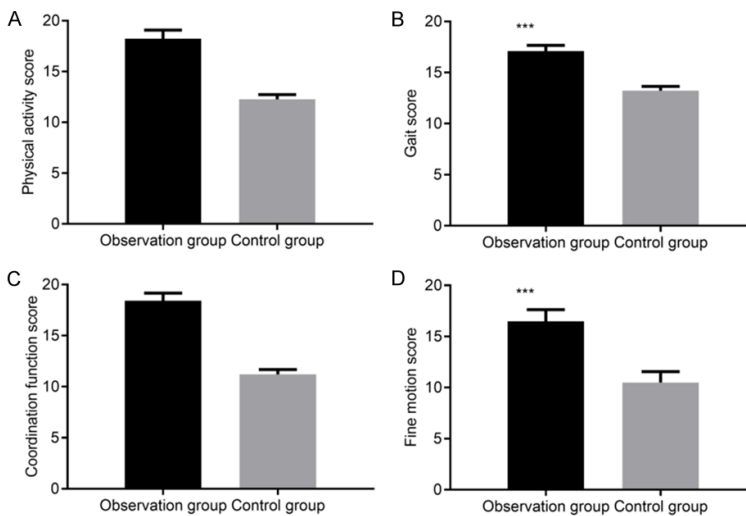 A
Physical activity score
20
15
10
5
0
Observation group Control group
B
***
Gait score
20
15
10
5
0
Observation group Control group
C
Coordination function score
20
15
10
5
0
Observation group Control group
D
***
Fine motion score
20
15
10
5
0
Observation group Control group